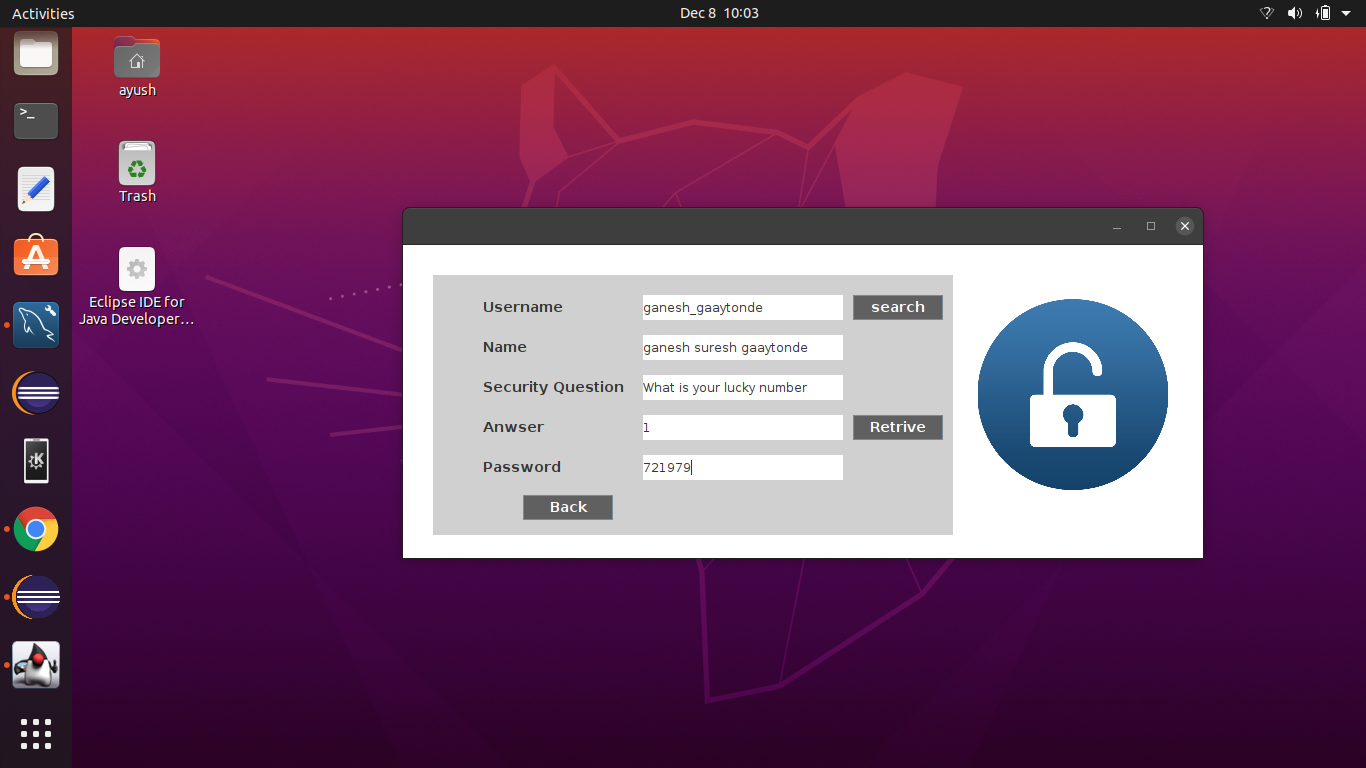 Activities
Dec 8 10:03
ayush
Trash
Eclipse IDE for
Java Developer…
>_
Username
ganesh_gaaytonde
search
Name
ganesh suresh gaaytonde
Security Question
What is your lucky number
Anwser
1
Retrive
Password
721979
Back